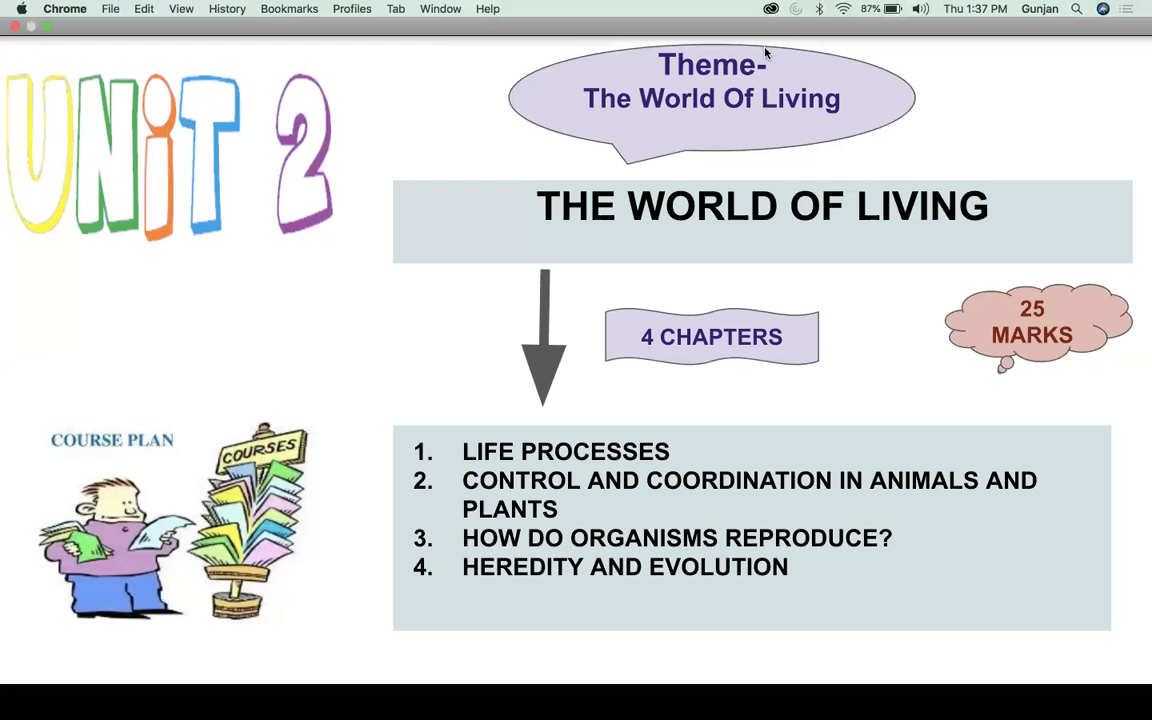 Chrome File Edit View History Bookmarks Profiles Tab Window Help 87% Thu 1:37 PM Gunjan
UNiT 2
Theme-
The World Of Living
THE WORLD OF LIVING
4 CHAPTERS
25
MARKS
COURSE PLAN
COURSES
1. LIFE PROCESSES
2. CONTROL AND COORDINATION IN ANIMALS AND
PLANTS
3. HOW DO ORGANISMS REPRODUCE?
4. HEREDITY AND EVOLUTION